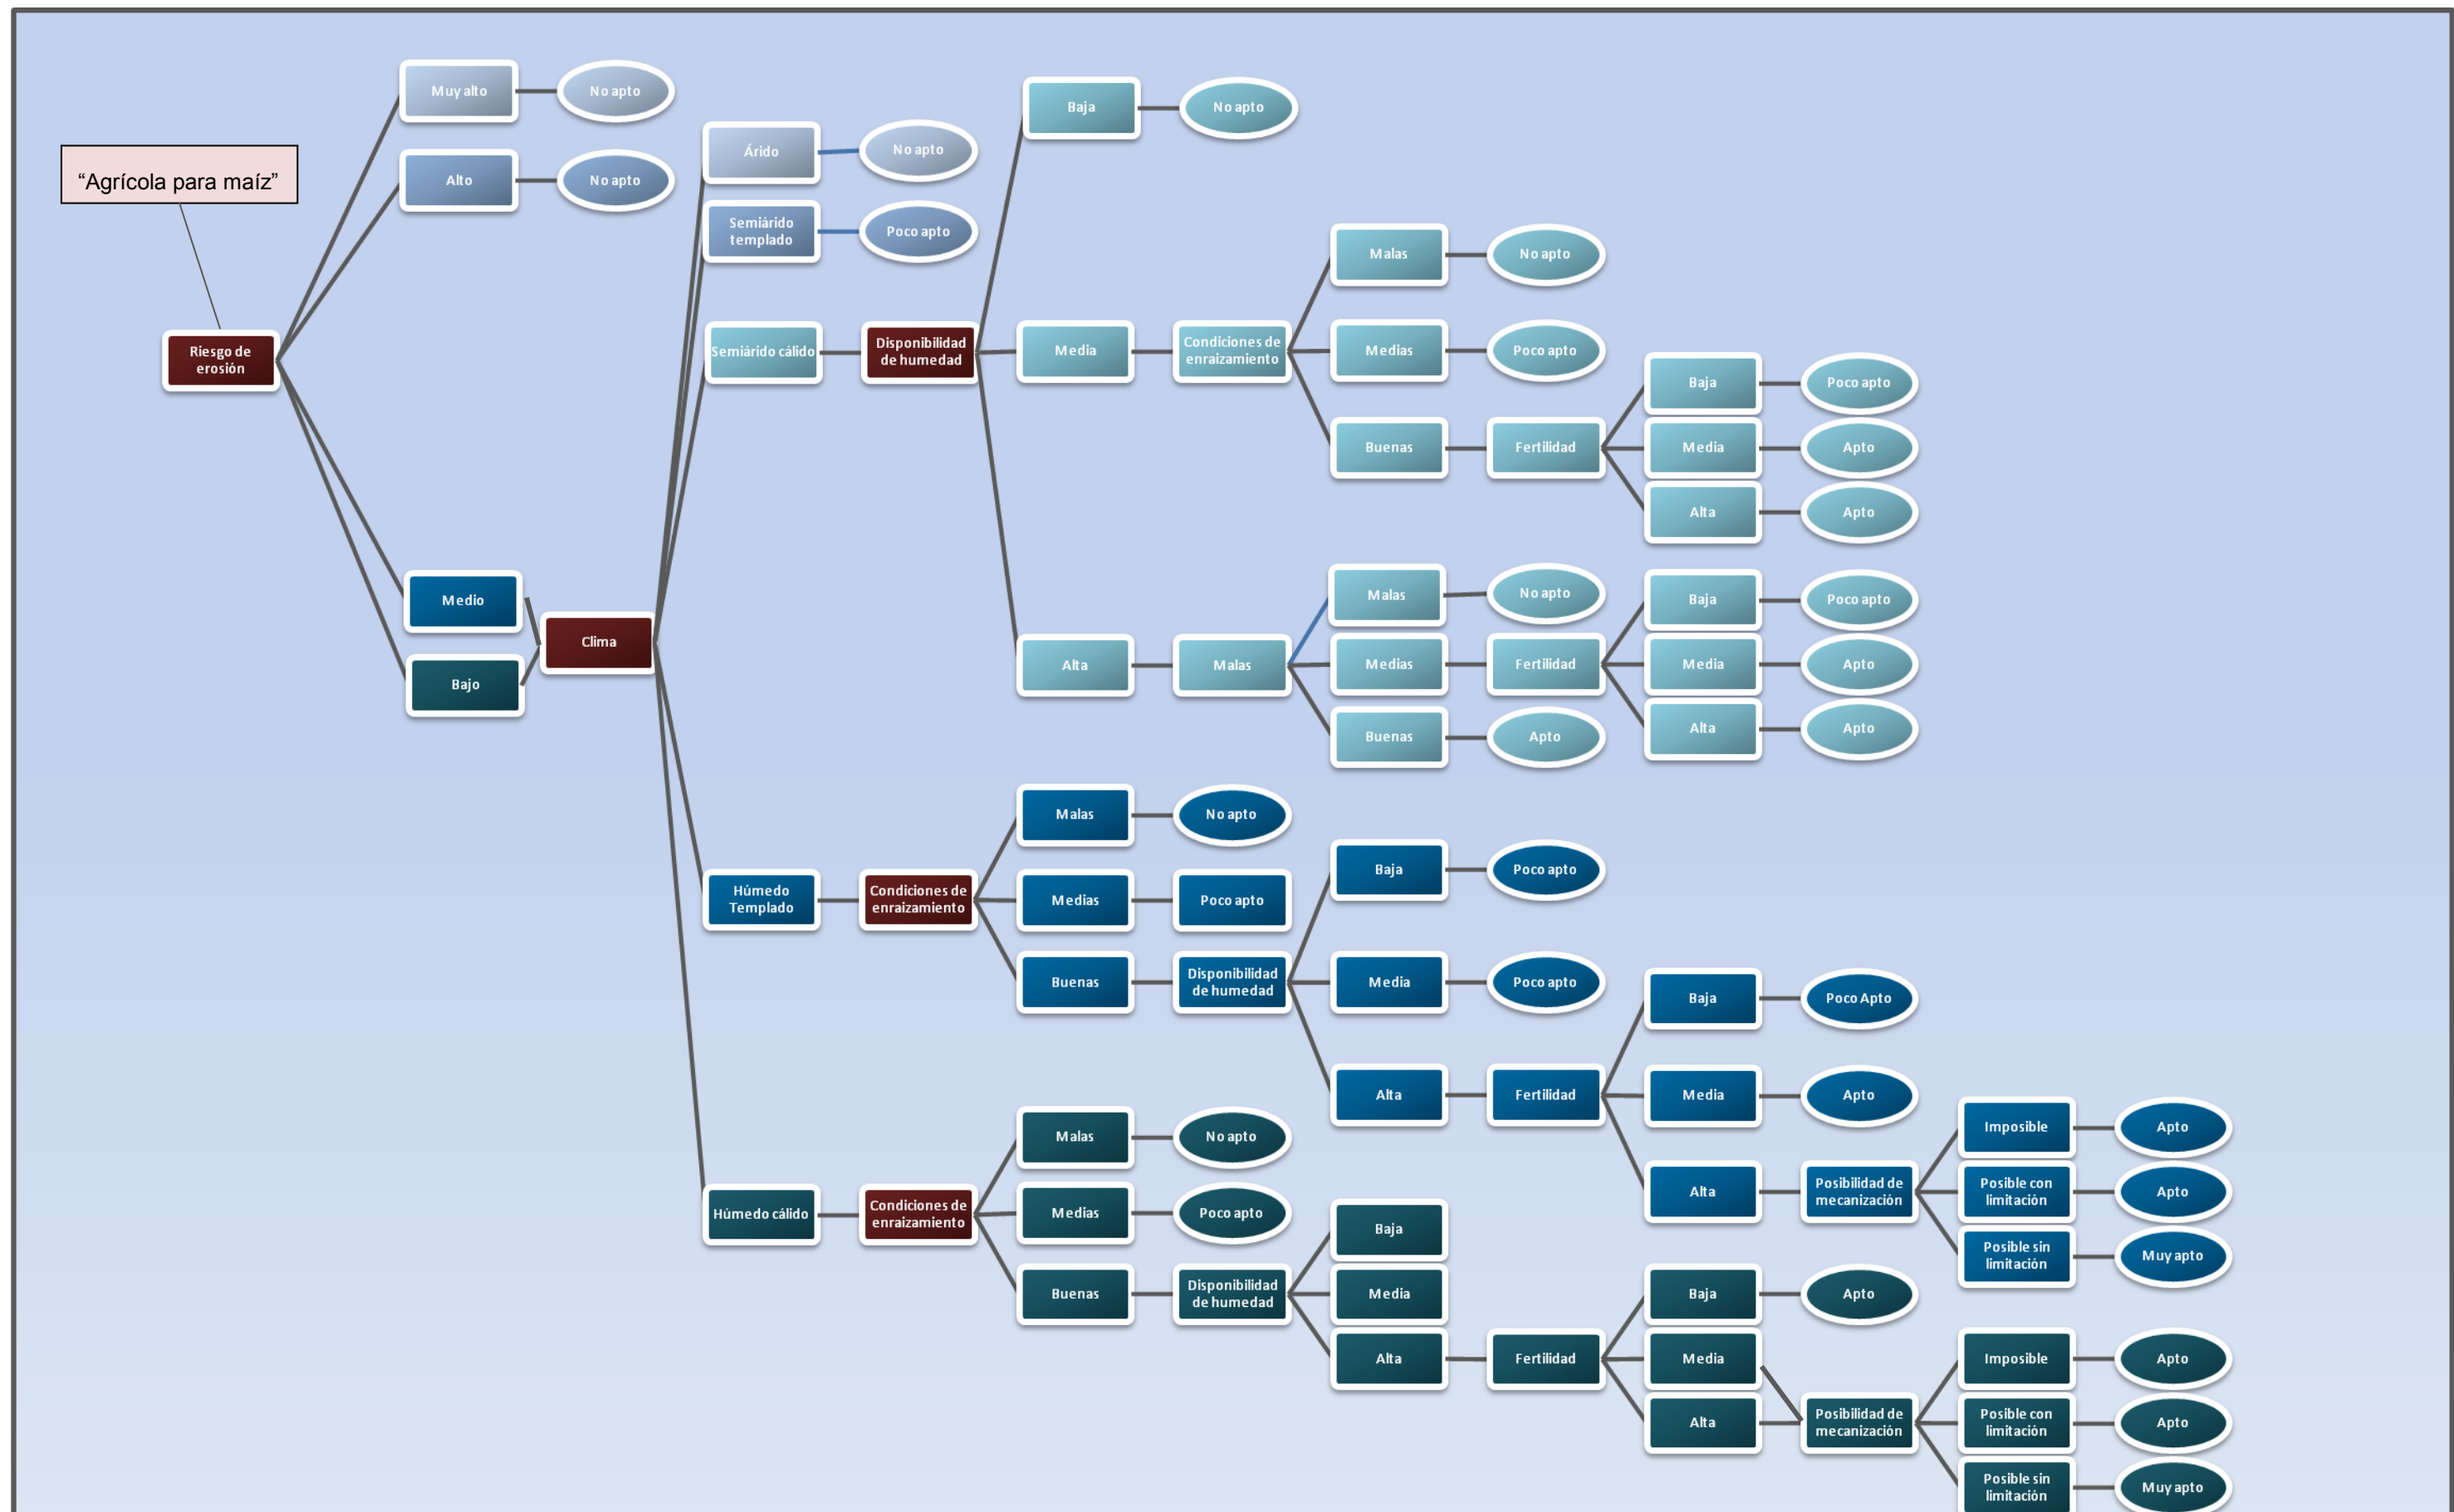 Muy alto
No apto
Baja
No apto
Árido
No apto
“Agrícola para maíz”
Alto
No apto
Semiárido
templado
Poco apto
Malas
No apto
Riesgo de
erosión
Semiárido cálido
Disponibilidad
de humedad
Media
Condiciones de
enraizamiento
Medias
Poco apto
Baja
Poco apto
Buenas
Fertilidad
Media
Apto
Alta
Apto
Medio
Malas
No apto
Baja
Poco apto
Clima
Bajo
Alta
Malas
Medias
Fertilidad
Media
Apto
Buenas
Apto
Alta
Apto
Malas
No apto
Baja
Poco apto
Húmedo
Templado
Condiciones de
enraizamiento
Medias
Poco apto
Buenas
Disponibilidad
de humedad
Media
Poco apto
Baja
Poco Apto
Alta
Fertilidad
Media
Apto
Imposible
Apto
Malas
No apto
Alta
Posibilidad de
mecanización
Posible con
limitación
Apto
Húmedo cálido
Condiciones de
enraizamiento
Medias
Poco apto
Baja
Posible sin
limitación
Muy apto
Buenas
Disponibilidad
de humedad
Media
Baja
Apto
Alta
Fertilidad
Media
Imposible
Apto
Alta
Posibilidad de
mecanización
Posible con
limitación
Apto
Posible sin
limitación
Muy apto